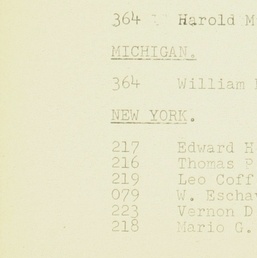 364 Harold M
MICHIGAN.
364 William
NEW YORK.
217 Edward H
216 Thomas P
219 Leo Coff
079 W. Escha
223 Vernon D
218 Mario G.